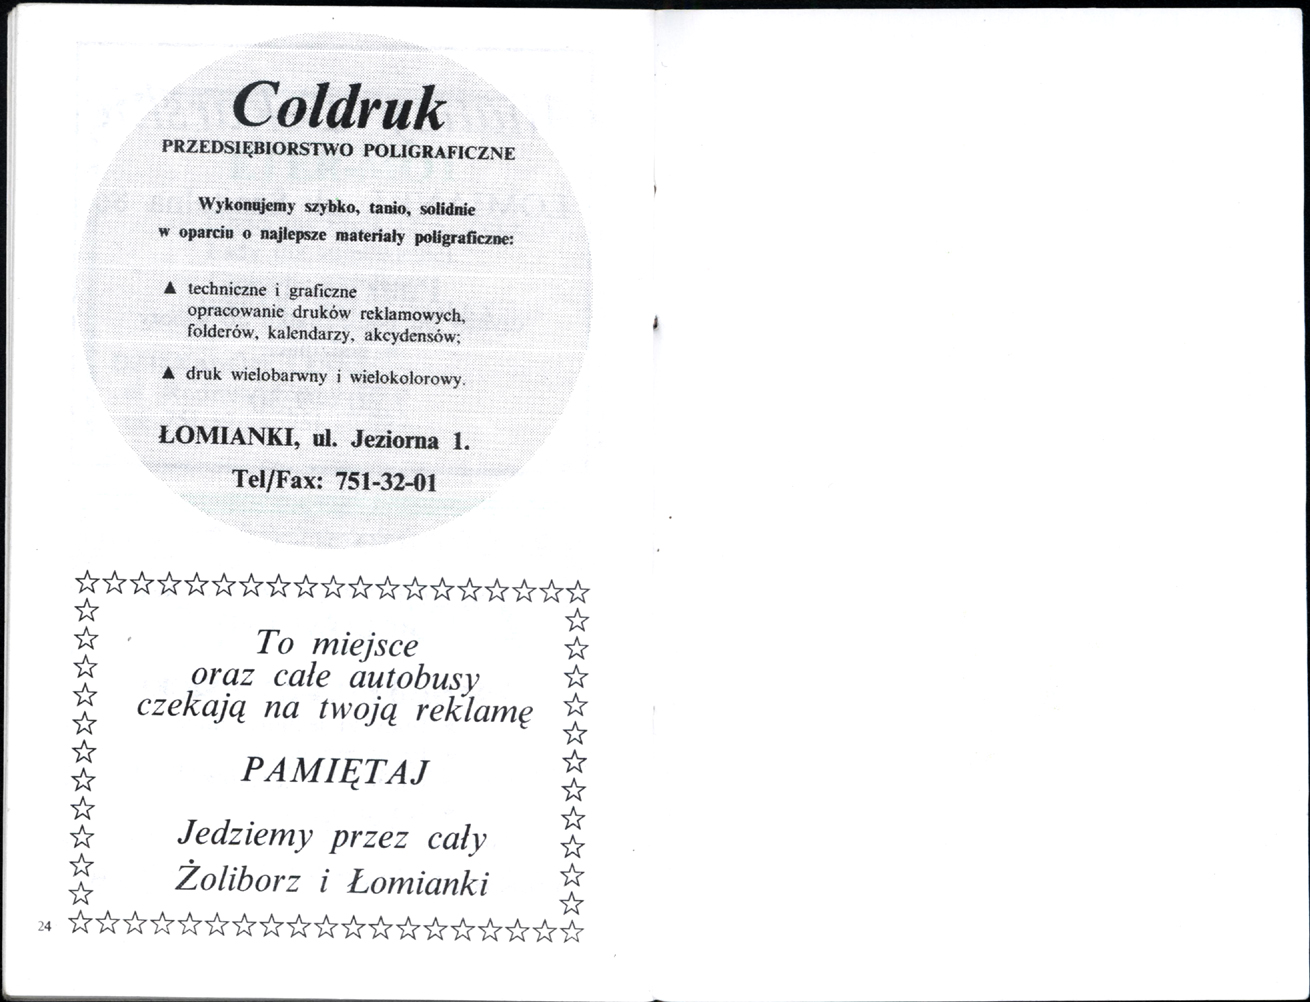 Coldruk
PRZEDSIĘBIORSTWO POLIGRAFICZNE
Wykonujemy szybko, tanio, solidnie
w oparciu o najlepsze materiały poligraficzne:
▲ techniczne i graficzne
opracowanie druków reklamowych,
folderów, kalendarzy, akcydensów;
▲ druk wielobarwny i wielokolorowy.
ŁOMIANKI, ul. Jeziorna 1.
Tel/Fax: 751-32-01
To miejsce
oraz całe autobusy
czekają na twoją reklamę
PAMIĘTAJ
Jedziemy przez cały
Żoliborz i Łomianki
24